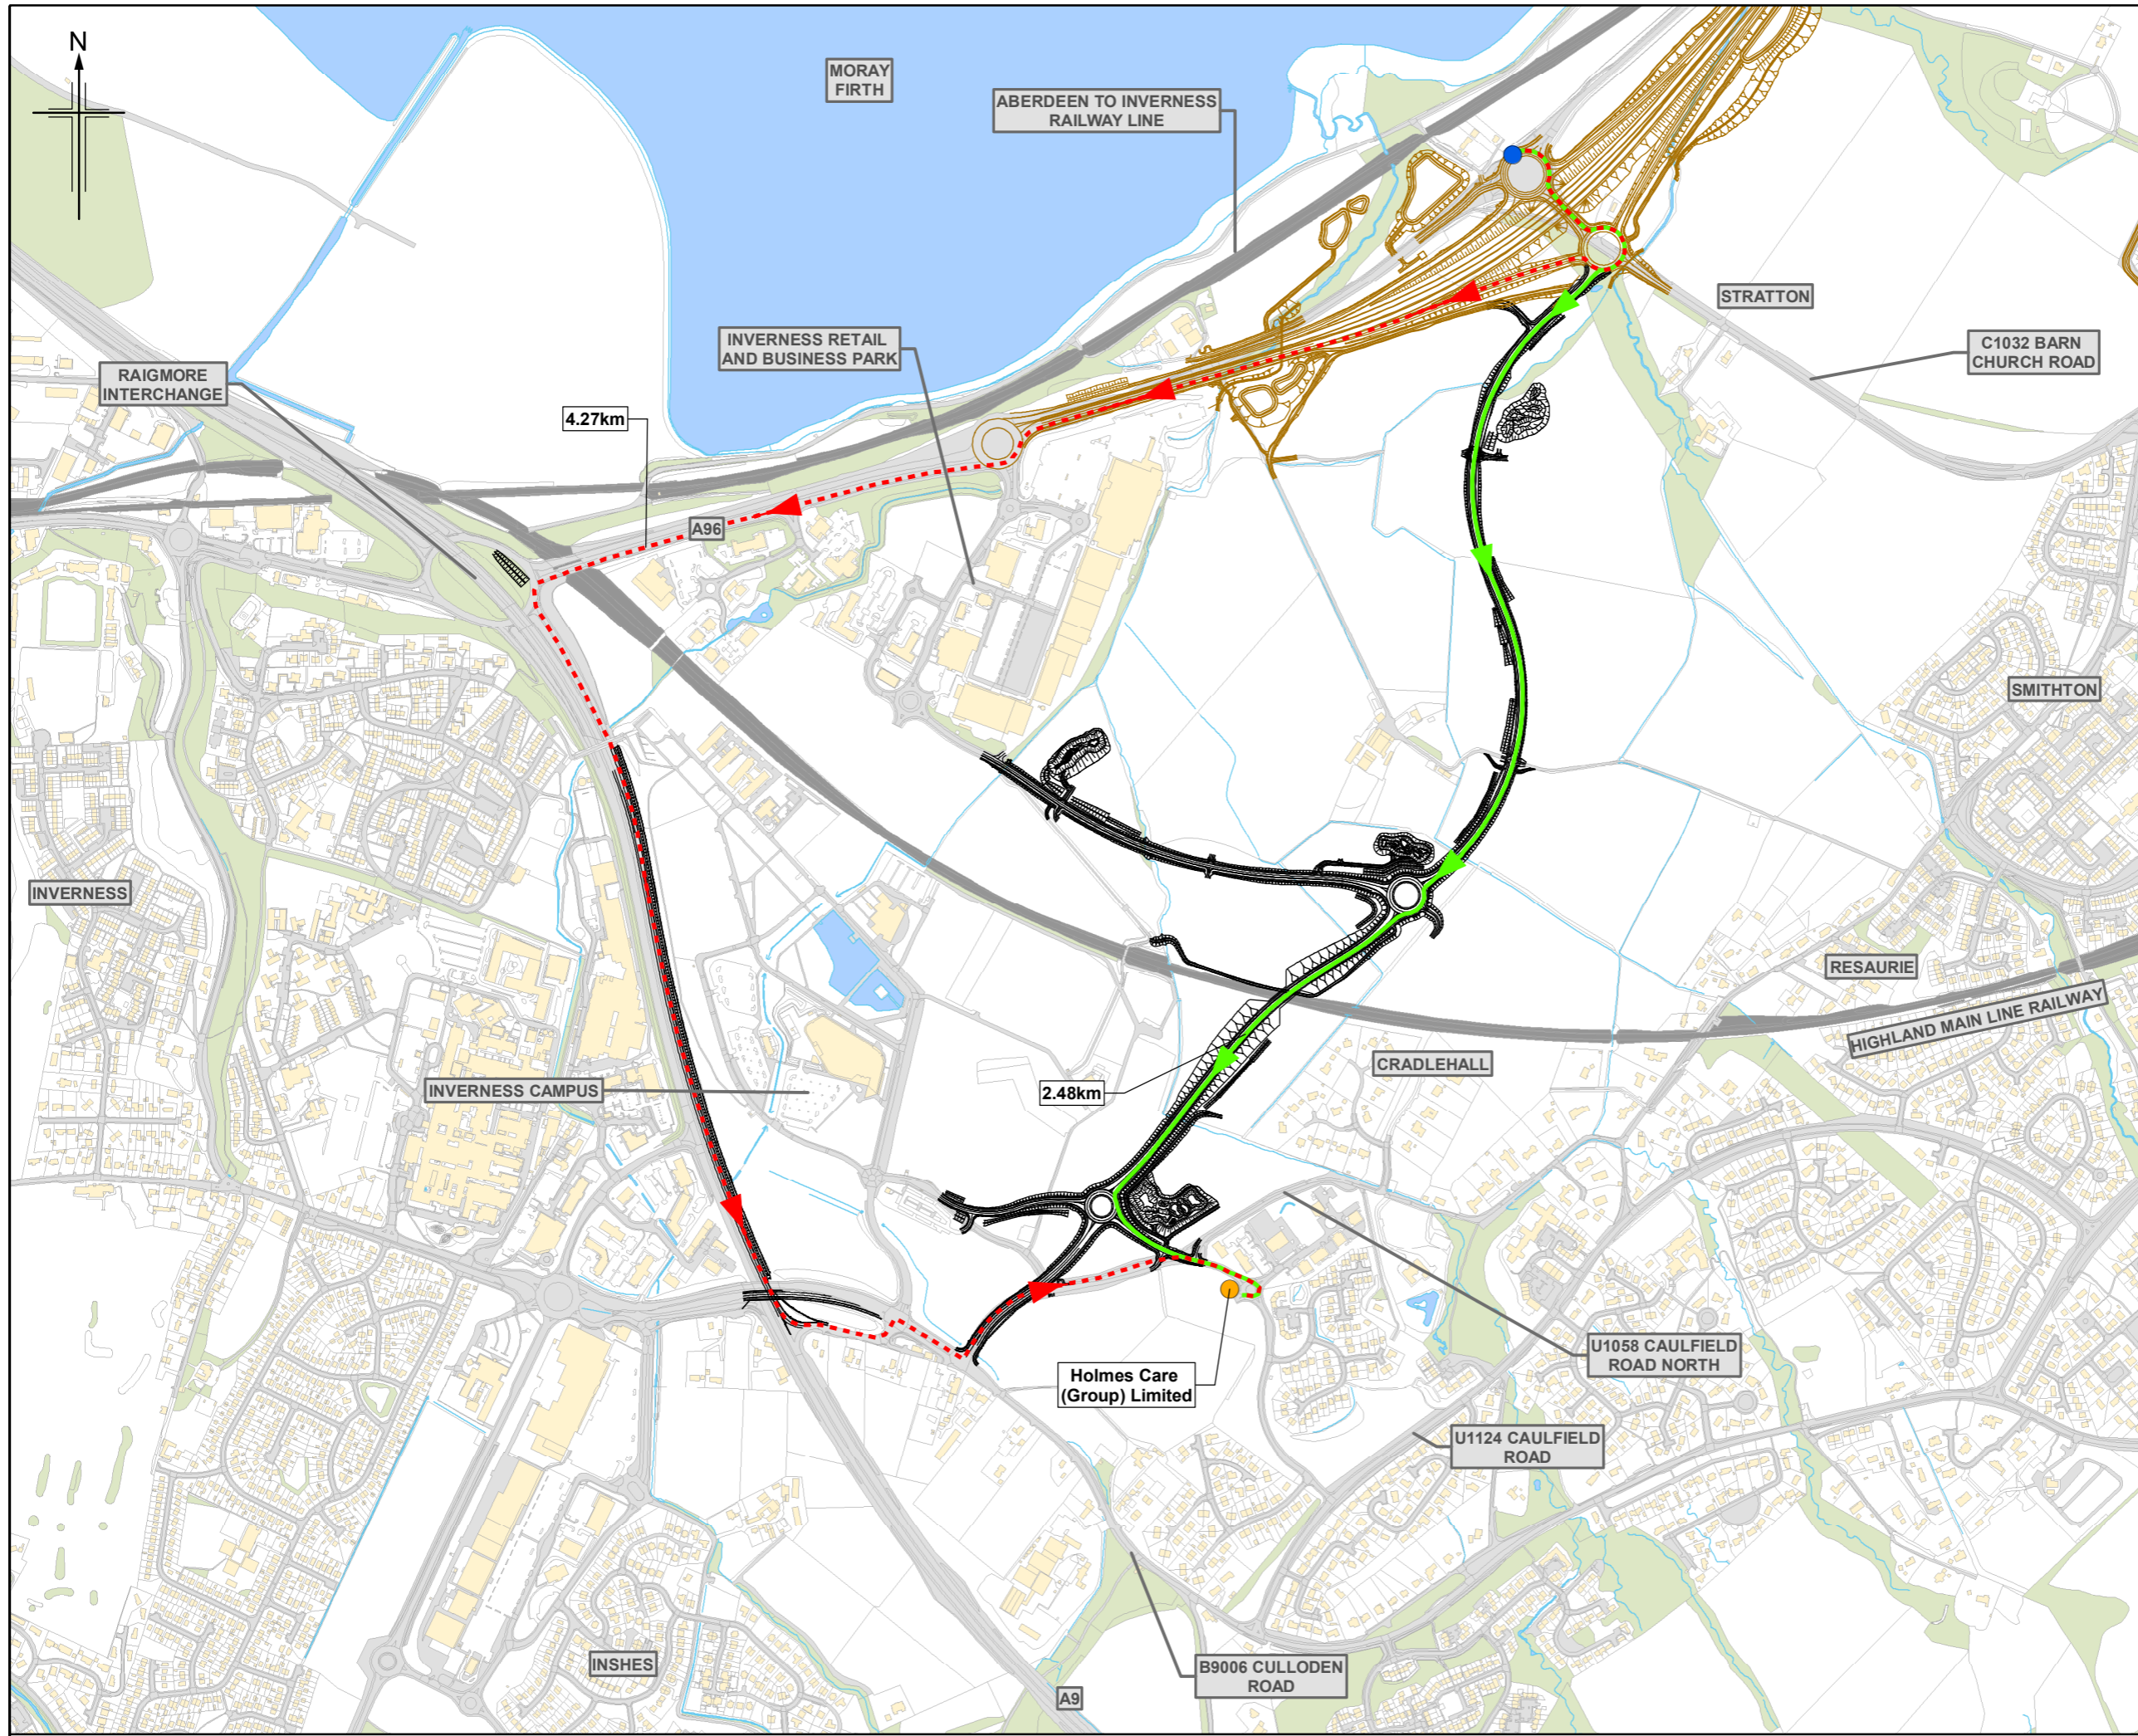 N
MORAY
FIRTH
ABERDEEN TO INVERNESS
RAILWAY LINE
STRATTON
C1032 BARN
CHURCH ROAD
INVERNESS RETAIL
AND BUSINESS PARK
RAIGMORE
INTERCHANGE
4.27km
A96
SMITHTON
INVERNESS
RESAURIE
HIGHLAND MAIN LINE RAILWAY
CRADLEHALL
INVERNESS CAMPUS
2.48km
U1058 CAULFIELD
ROAD NORTH
Holmes Care
(Group) Limited
U1124 CAULFIELD
ROAD
INSHES
B9006 CULLODEN
ROAD
A9